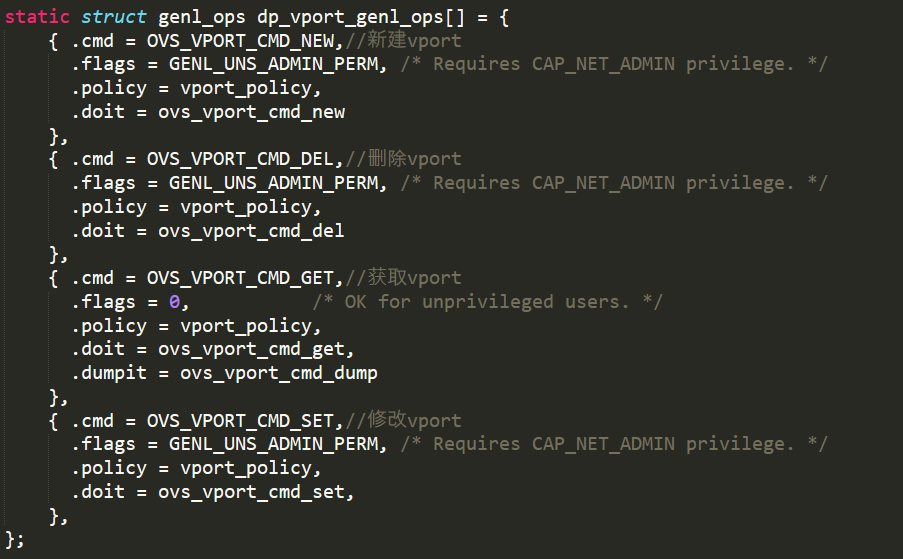 static struct genl_ops dp_vport_genl_ops[] = {
    { .cmd = OVS_VPORT_CMD_NEW,//新建vport
      .flags = GENL_UNS_ADMIN_PERM, /* Requires CAP_NET_ADMIN privilege. */
      .policy = vport_policy,
      .doit = ovs_vport_cmd_new
    },
    { .cmd = OVS_VPORT_CMD_DEL,//删除vport
      .flags = GENL_UNS_ADMIN_PERM, /* Requires CAP_NET_ADMIN privilege. */
      .policy = vport_policy,
      .doit = ovs_vport_cmd_del
    },
    { .cmd = OVS_VPORT_CMD_GET,//获取vport
      .flags = 0,           /* OK for unprivileged users. */
      .policy = vport_policy,
      .doit = ovs_vport_cmd_get,
      .dumpit = ovs_vport_cmd_dump
    },
    { .cmd = OVS_VPORT_CMD_SET,//修改vport
      .flags = GENL_UNS_ADMIN_PERM, /* Requires CAP_NET_ADMIN privilege. */
      .policy = vport_policy,
      .doit = ovs_vport_cmd_set,
    },
};